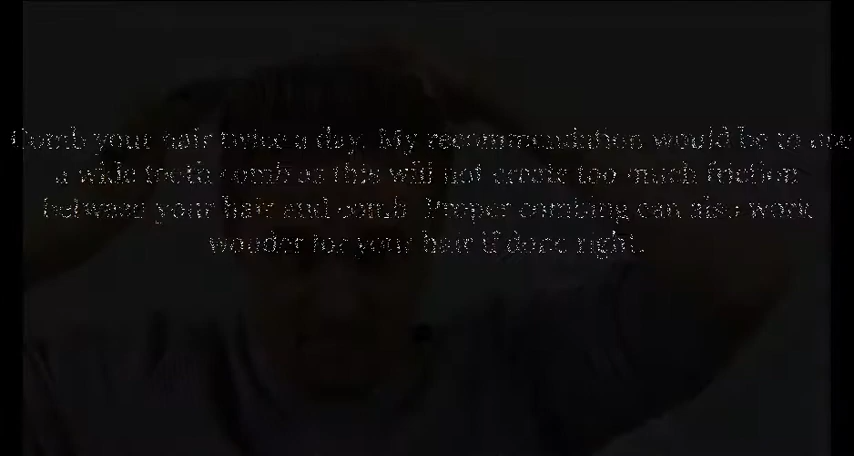 Comb your hair twice a day. My recommendation would be to use
a wide tooth comb as this will not create too much friction
between your hair and comb. Proper combing can also work
wonder for your hair if done right.